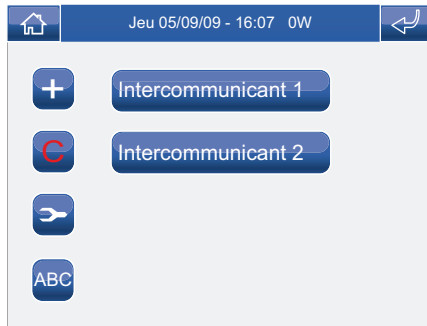 Jeu 05/09/09 - 16:07 0W
+
Intercommunicant 1
C
Intercommunicant 2
ABC